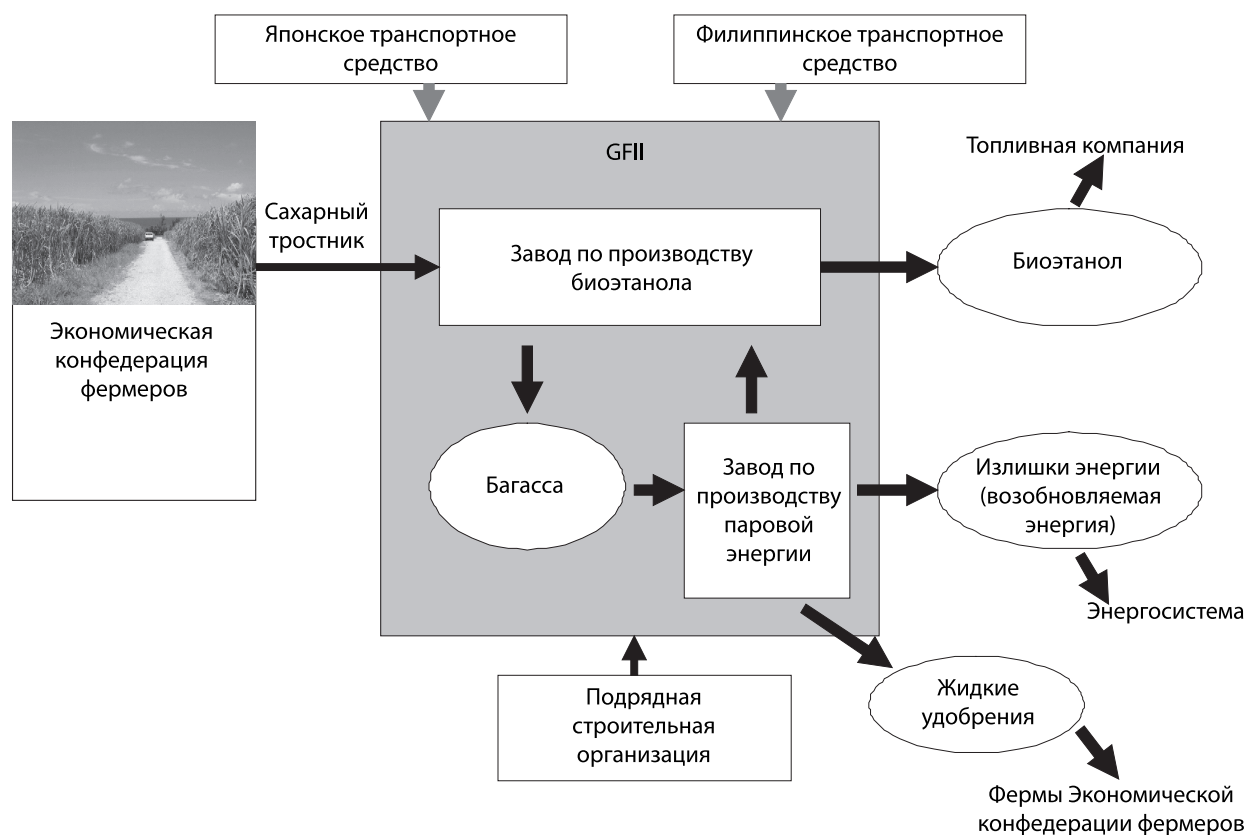 Японское транспортное
средство
Филиппинское транспортное
средство
GFII
Топливная компания
Сахарный
тростник
Завод по производству
биоэтанола
Биоэтанол
Экономическая
конфедерация
фермеров
Багасса
Завод по
производству
паровой
энергии
Излишки энергии
(возобновляемая
энергия)
Энергосистема
Подрядная
строительная
организация
Жидкие
удобрения
Фермы Экономической
конфедерации фермеров